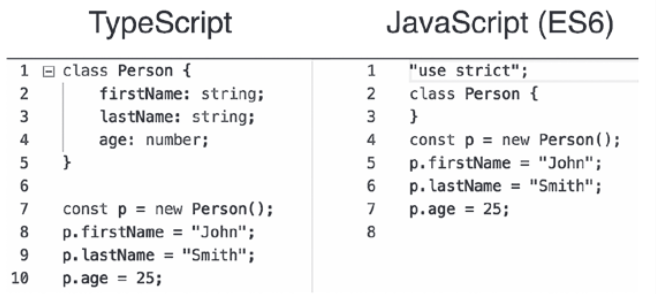 TypeScript
1 class Person {
2 firstName: string;
3 lastName: string;
4 age: number;
5 }
6
7 const p = new Person();
8 p.firstName = "John";
9 p.lastName = "Smith";
10 p.age = 25;
JavaScript (ES6)
1 "use strict";
2 class Person {
3 }
4 const p = new Person();
5 p.firstName = "John";
6 p.lastName = "Smith";
7 p.age = 25;
8